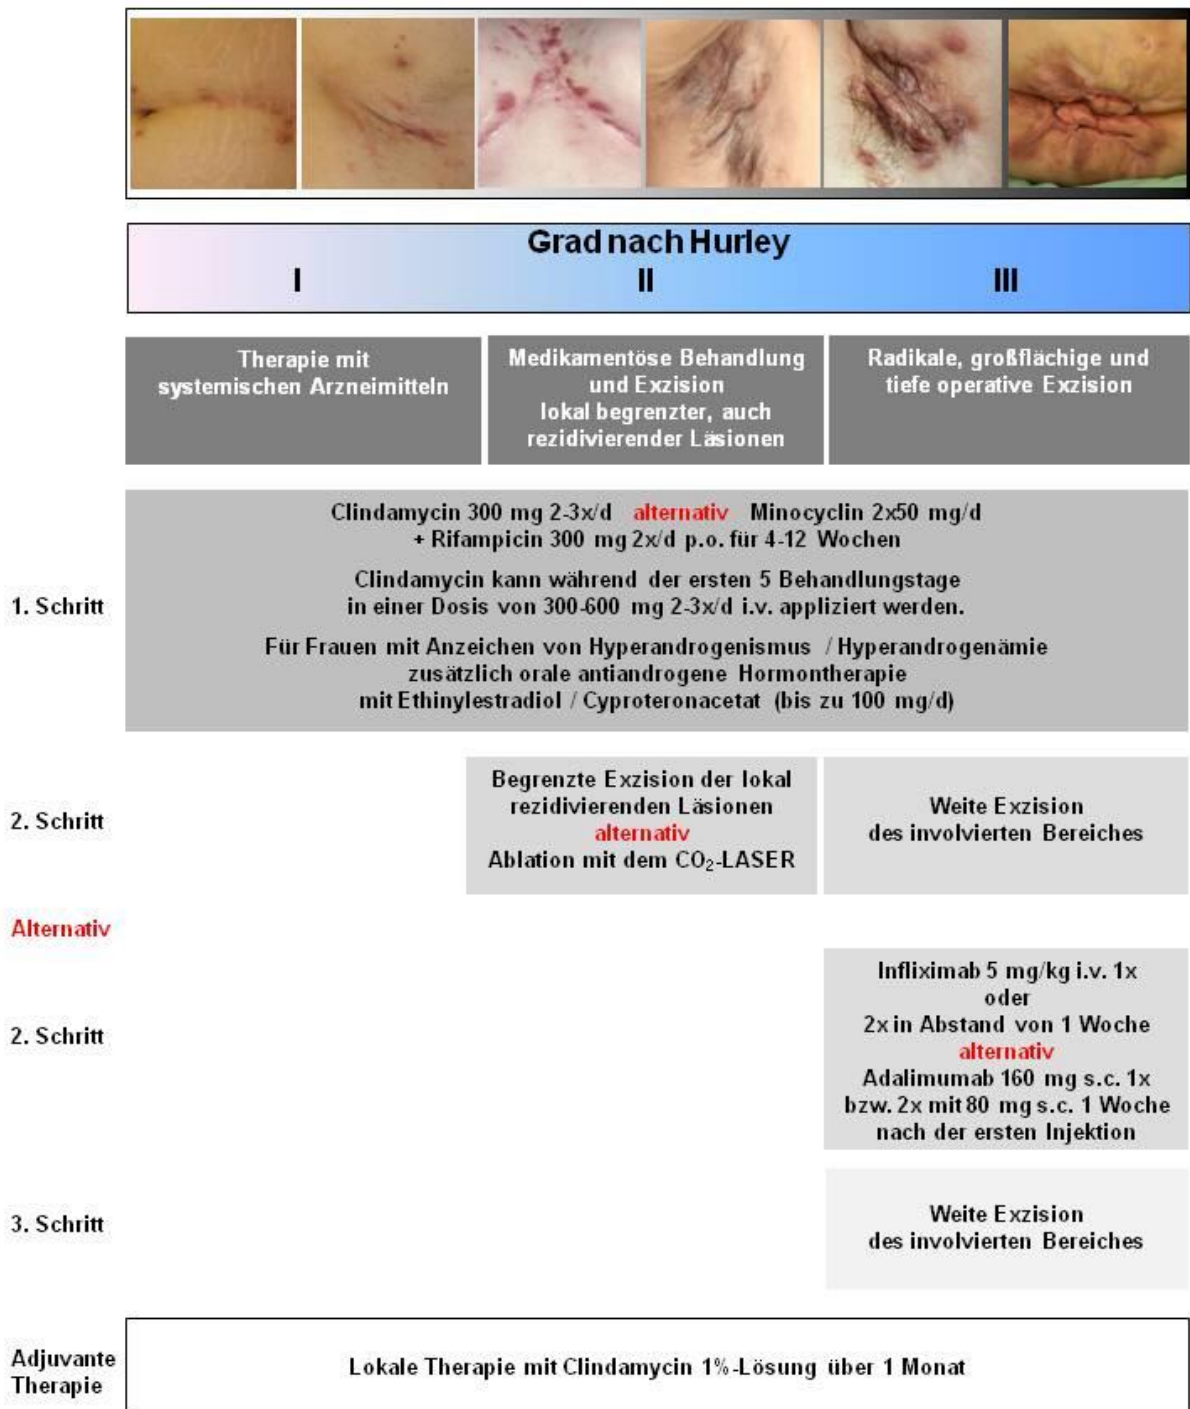 Grad nach Hurley
I II III
Therapie mit
systemischen Arzneimitteln
Medikamentöse Behandlung
und Exzision
lokal begrenzter, auch
rezidivierender Läsionen
Radikale, großflächige und
tiefe operative Exzision
1. Schritt
Clindamycin 300 mg 2-3x/d alternativ Minocyclin 2x50 mg/d
+ Rifampicin 300 mg 2x/d p.o. für 4-12 Wochen
Clindamycin kann während der ersten 5 Behandlungstage
in einer Dosis von 300-600 mg 2-3x/d i.v. appliziert werden.
Für Frauen mit Anzeichen von Hyperandrogenismus / Hyperandrogenämie
zusätzlich orale antiandrogene Hormontherapie
mit Ethinylestradiol / Cyproteronacetat (bis zu 100 mg/d)
2. Schritt
Begrenzte Exzision der lokal
rezidivierenden Läsionen
alternativ
Ablation mit dem CO₂-LASER
Weite Exzision
des involvierten Bereiches
Alternativ
2. Schritt
Infliximab 5 mg/kg i.v. 1x
oder
2x in Abstand von 1 Woche
alternativ
Adalimumab 160 mg s.c. 1x
bzw. 2x mit 80 mg s.c. 1 Woche
nach der ersten Injektion
3. Schritt
Weite Exzision
des involvierten Bereiches
Adjuvante
Therapie
Lokale Therapie mit Clindamycin 1%-Lösung über 1 Monat